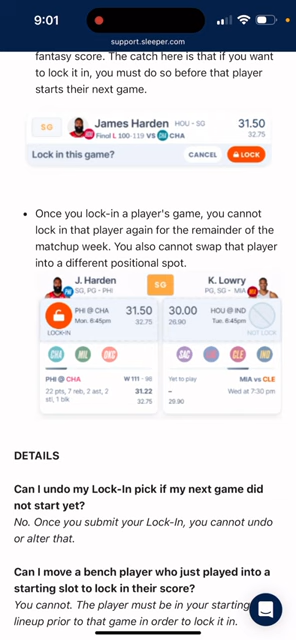 9:01
support.sleeper.com
fantasy score. The catch here is that if you want
to lock it in, you must do so before that player
starts their next game.
SG
James Harden HOU - SG
31.50
Final L 100-119 VS CHA
32.75
Lock in this game?
CANCEL
LOCK
• Once you lock-in a player's game, you cannot
lock in that player again for the remainder of the
matchup week. You also cannot swap that player
into a different positional spot.
J. Harden
SG, PG - PHI
SG
K. Lowry
PG, SG - MIA
PHI @ CHA
31.50
30.00
HOU @ IND
Mon. 6:45pm
32.75
26.90
Tue. 6:45pm
LOCK-IN
NOT LOCK
CHA
MIL
OKC
SAC
CLE
IND
PHI @ CHA
W 111 - 98
Yet to play
MIA vs CLE
22 pts, 7 reb, 2 ast, 2
31.22
-
Wed at 7:30 pm
stl, 1 blk
32.75
29.90
DETAILS
Can I undo my Lock-In pick if my next game did
not start yet?
No. Once you submit your Lock-In, you cannot undo
or alter that.
Can I move a bench player who just played into a
starting slot to lock in their score?
You cannot. The player must be in your starting
lineup prior to that game in order to lock it in.